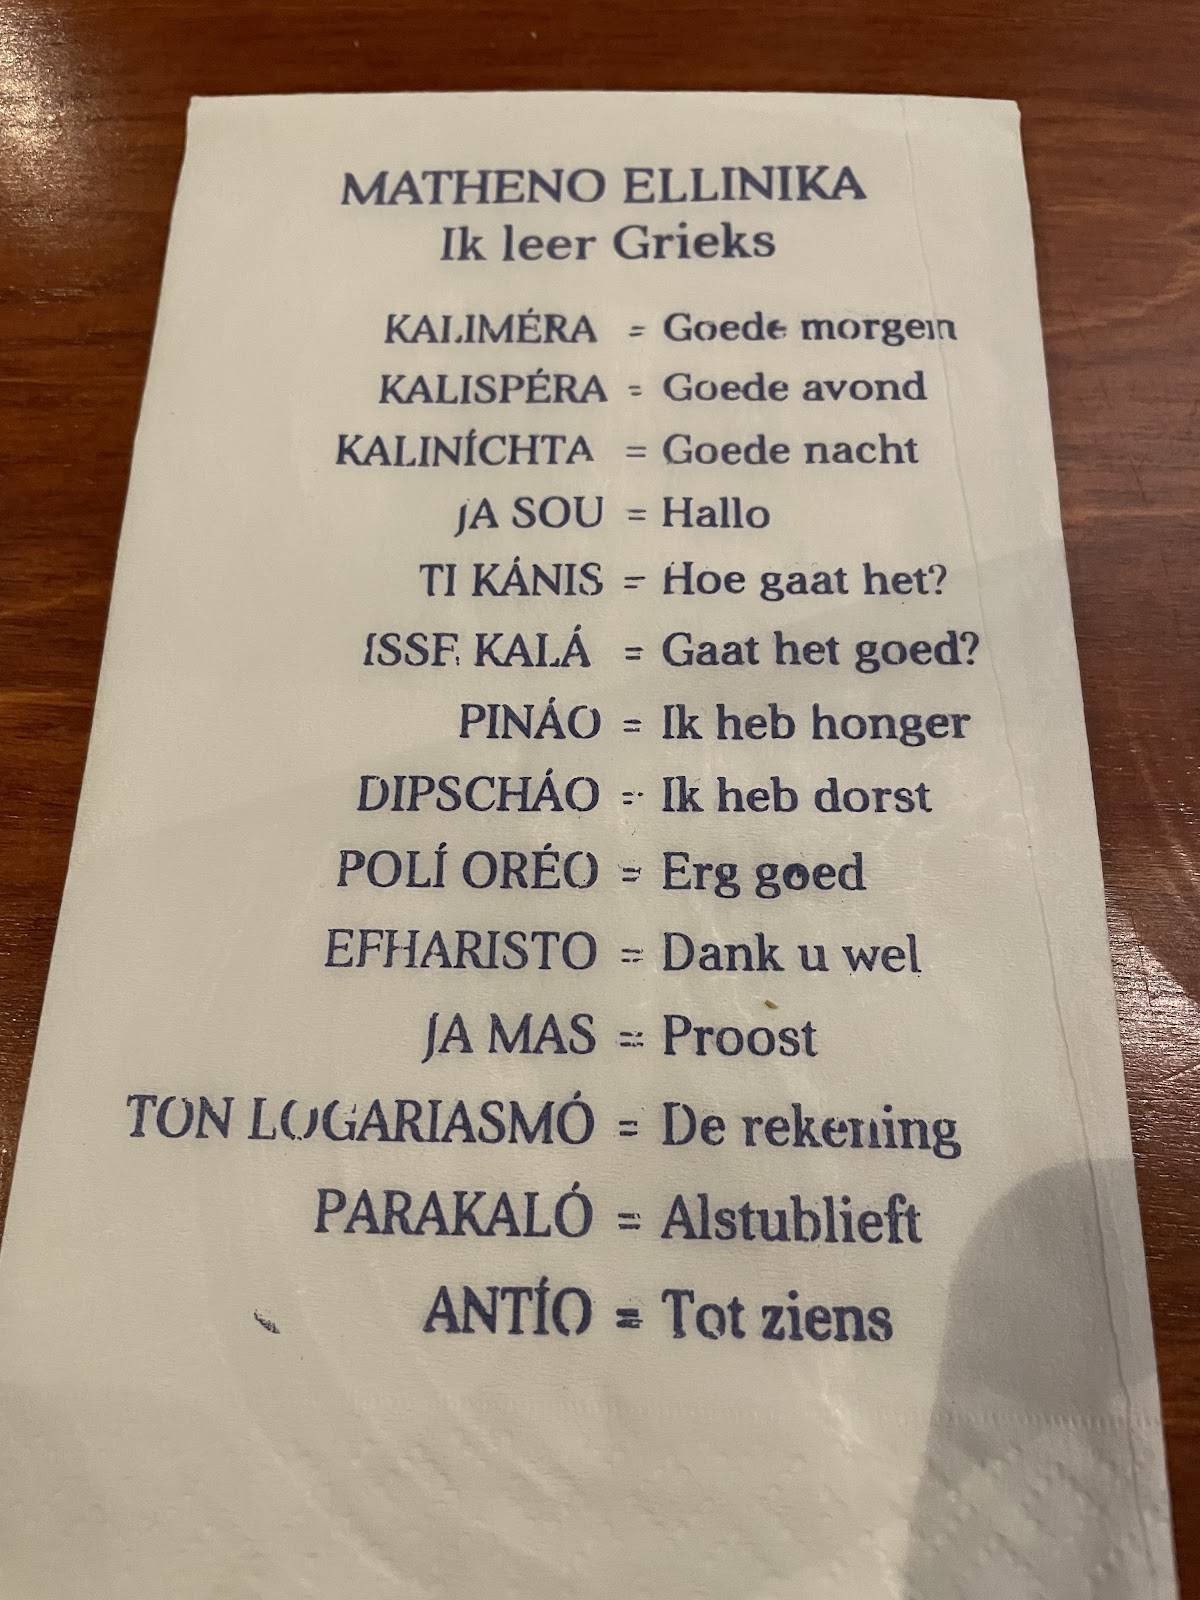 MATHENO ELLINIKA
Ik leer Grieks
KALIMÉRA = Goede morgen
KALISPÉRA = Goede avond
KALINÍCHTA = Goede nacht
JA SOU = Hallo
TI KÁNIS = Hoe gaat het?
ISSE KALÁ = Gaat het goed?
PINÁO = Ik heb honger
DIPSCHÁO = Ik heb dorst
POLÍ ORÉO = Erg goed
EFHARISTO = Dank u wel
JA MAS = Proost
TON LOGARIASMÓ = De rekening
PARAKALÓ = Alstublieft
ANTÍO = Tot ziens